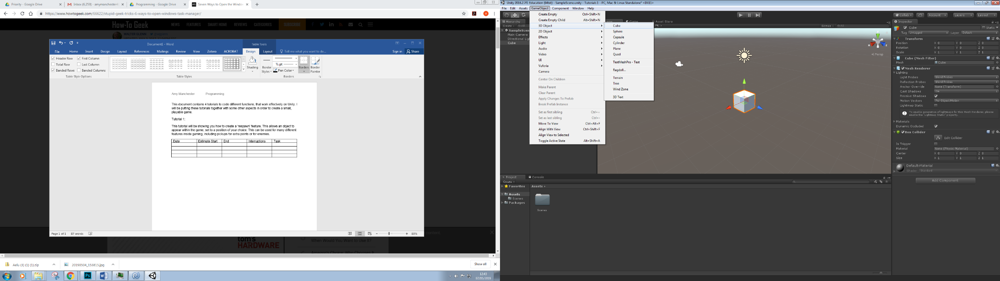 Priority - Google Drive
Inbox (6,259) - amymanchester4
Programming - Google Drive
Seven Ways to Open the Window
https://www.howtogeek.com/66622/stupid-geek-tricks-6-ways-to-open-windows-task-manager/
How-To Geek
NEWS FEATURES SMART HOME REVIEWS CATEGORIES SUBSCRIBE
WALTER GLENN
Document1 - Word
Table Tools
File Home Insert Design Layout References Mailings Review View Zotero ACROBAT Design Layout Tell me what you want to do... Sign in Share
Header Row First Column
Total Row Last Column
Banded Rows Banded Columns
Table Style Options
Table Styles
Shading
Border Styles
½ pt
Pen Color
Borders
Border Painter
Borders
Amy Manchester Programming
This document contains 4 tutorials to code different functions, that work effectively on Unity. I
will be putting these tutorials together with some other aspects in order to create a small,
playable game.
Tutorial 1:
This tutorial will be showing you how to create a 'respawn' feature. This allows an object to
appear within the game, set to a position of your choice. This can be used for many different
features inside gaming, including pickups for extra points or for enemies.
Date Estimate Start End Interruptions Task
Page 1 of 1 87 words
80%
content.
tom's
HARDWARE
When Would You Want to Use It?
Amazon's Choice: Who Chooses It
Aelu (3) (1) (1).zip
20190504_153815.jpg
Show all
12:43
07/05/2019
Unity 2018.2.7f1 Education (64bit) - SampleScene.unity - Tutorials 1 - PC, Mac & Linux Standalone* <DX11>
File Edit Assets GameObject Component Window Help
Collab Account Layers Layout
Hierarchy
Create All
SampleScen
Main Camera
Directional Lig
Cube
Create Empty Ctrl+Shift+N
Create Empty Child Alt+Shift+N
3D Object
2D Object
Effects
Light
Audio
Video
UI
Vuforia
Camera
Center On Children
Make Parent
Clear Parent
Apply Changes To Prefab
Break Prefab Instance
Set as first sibling Ctrl+=
Set as last sibling Ctrl+-
Move To View Ctrl+Alt+F
Align With View Ctrl+Shift+F
Align View to Selected
Toggle Active State Alt+Shift+A
Cube
Sphere
Capsule
Cylinder
Plane
Quad
TextMeshPro - Text
Ragdoll...
Terrain
Tree
Wind Zone
3D Text
Game
Asset Store
Gizmos All
Persp
Inspector
Cube Static
Tag Untagged Layer Default
Transform
Position X 0 Y 0 Z 0
Rotation X 0 Y 0 Z 0
Scale X 1 Y 1 Z 1
Cube (Mesh Filter)
Mesh Cube
Mesh Renderer
Lighting
Light Probes Blend Probes
Reflection Probes Blend Probes
Anchor Override None (Transform)
Cast Shadows On
Receive Shadows
Motion Vectors Per Object Motion
Lightmap Static
To enable generation of lightmaps for this Mesh Renderer, please
enable the 'Lightmap Static' property.
Materials
Dynamic Occluded
Box Collider
Edit Collider
Is Trigger
Material None (Physic Material)
Center X 0 Y 0 Z 0
Size X 1 Y 1 Z 1
Default-Material
Shader Standard
Add Component
Project Console
Create
Favorites
Assets
Scenes
Packages
Assets
Scenes